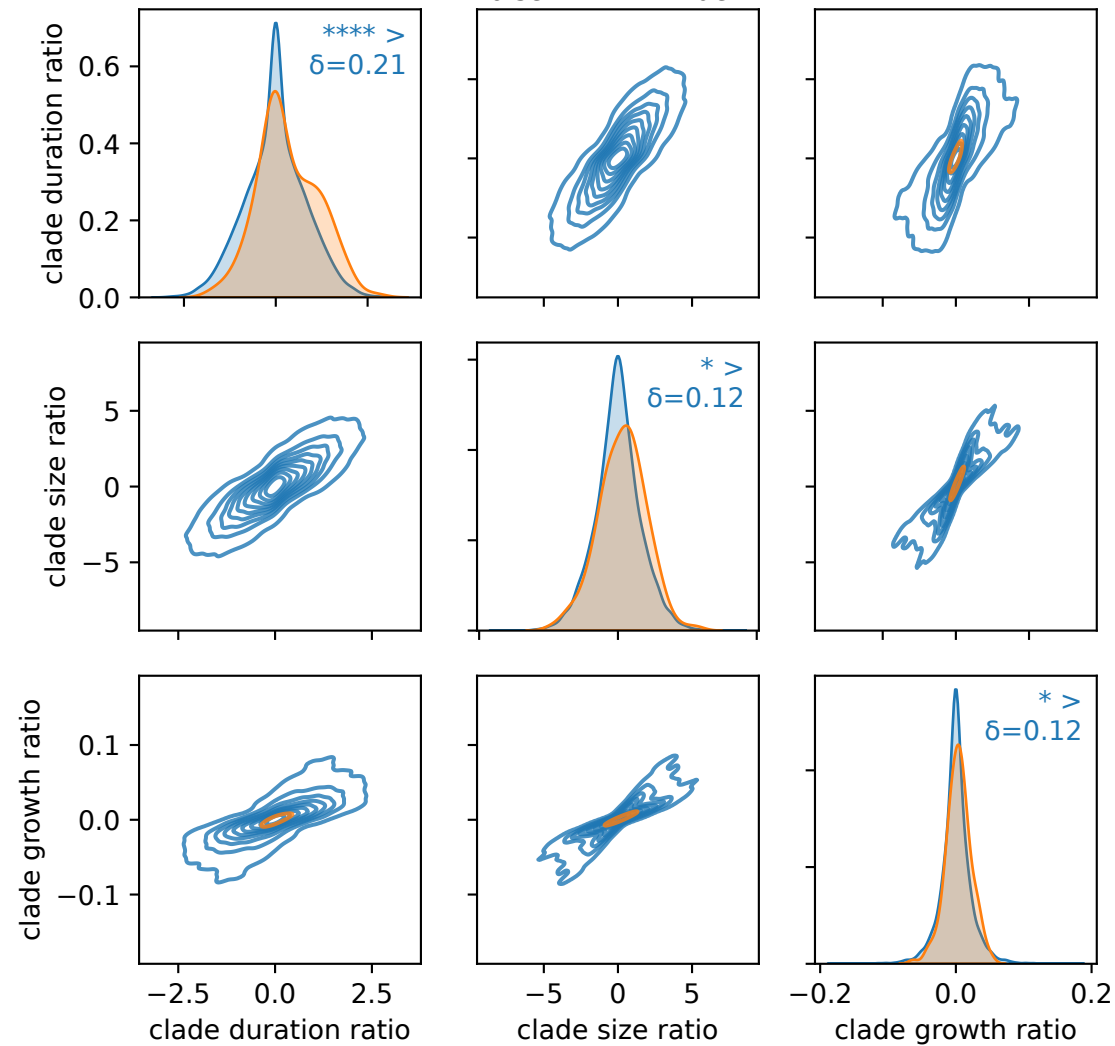 clade duration ratio
0.6
0.4
0.2
0.0
**** >
δ=0.21
clade size ratio
5
0
−5
* >
δ=0.12
clade growth ratio
0.1
0.0
−0.1
* >
δ=0.12
−2.5 0.0 2.5
−5 0 5
−0.2 0.0 0.2
clade duration ratio
clade size ratio
clade growth ratio